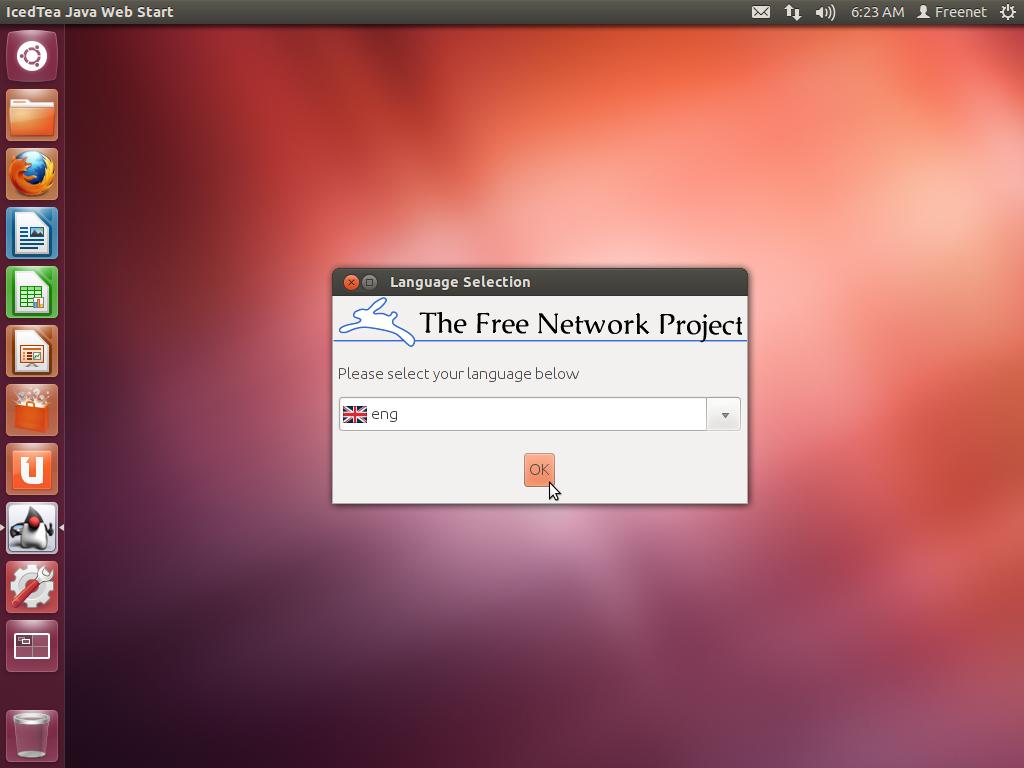 IcedTea Java Web Start
6:23 AM Freenet
Language Selection
The Free Network Project
Please select your language below
eng
OK